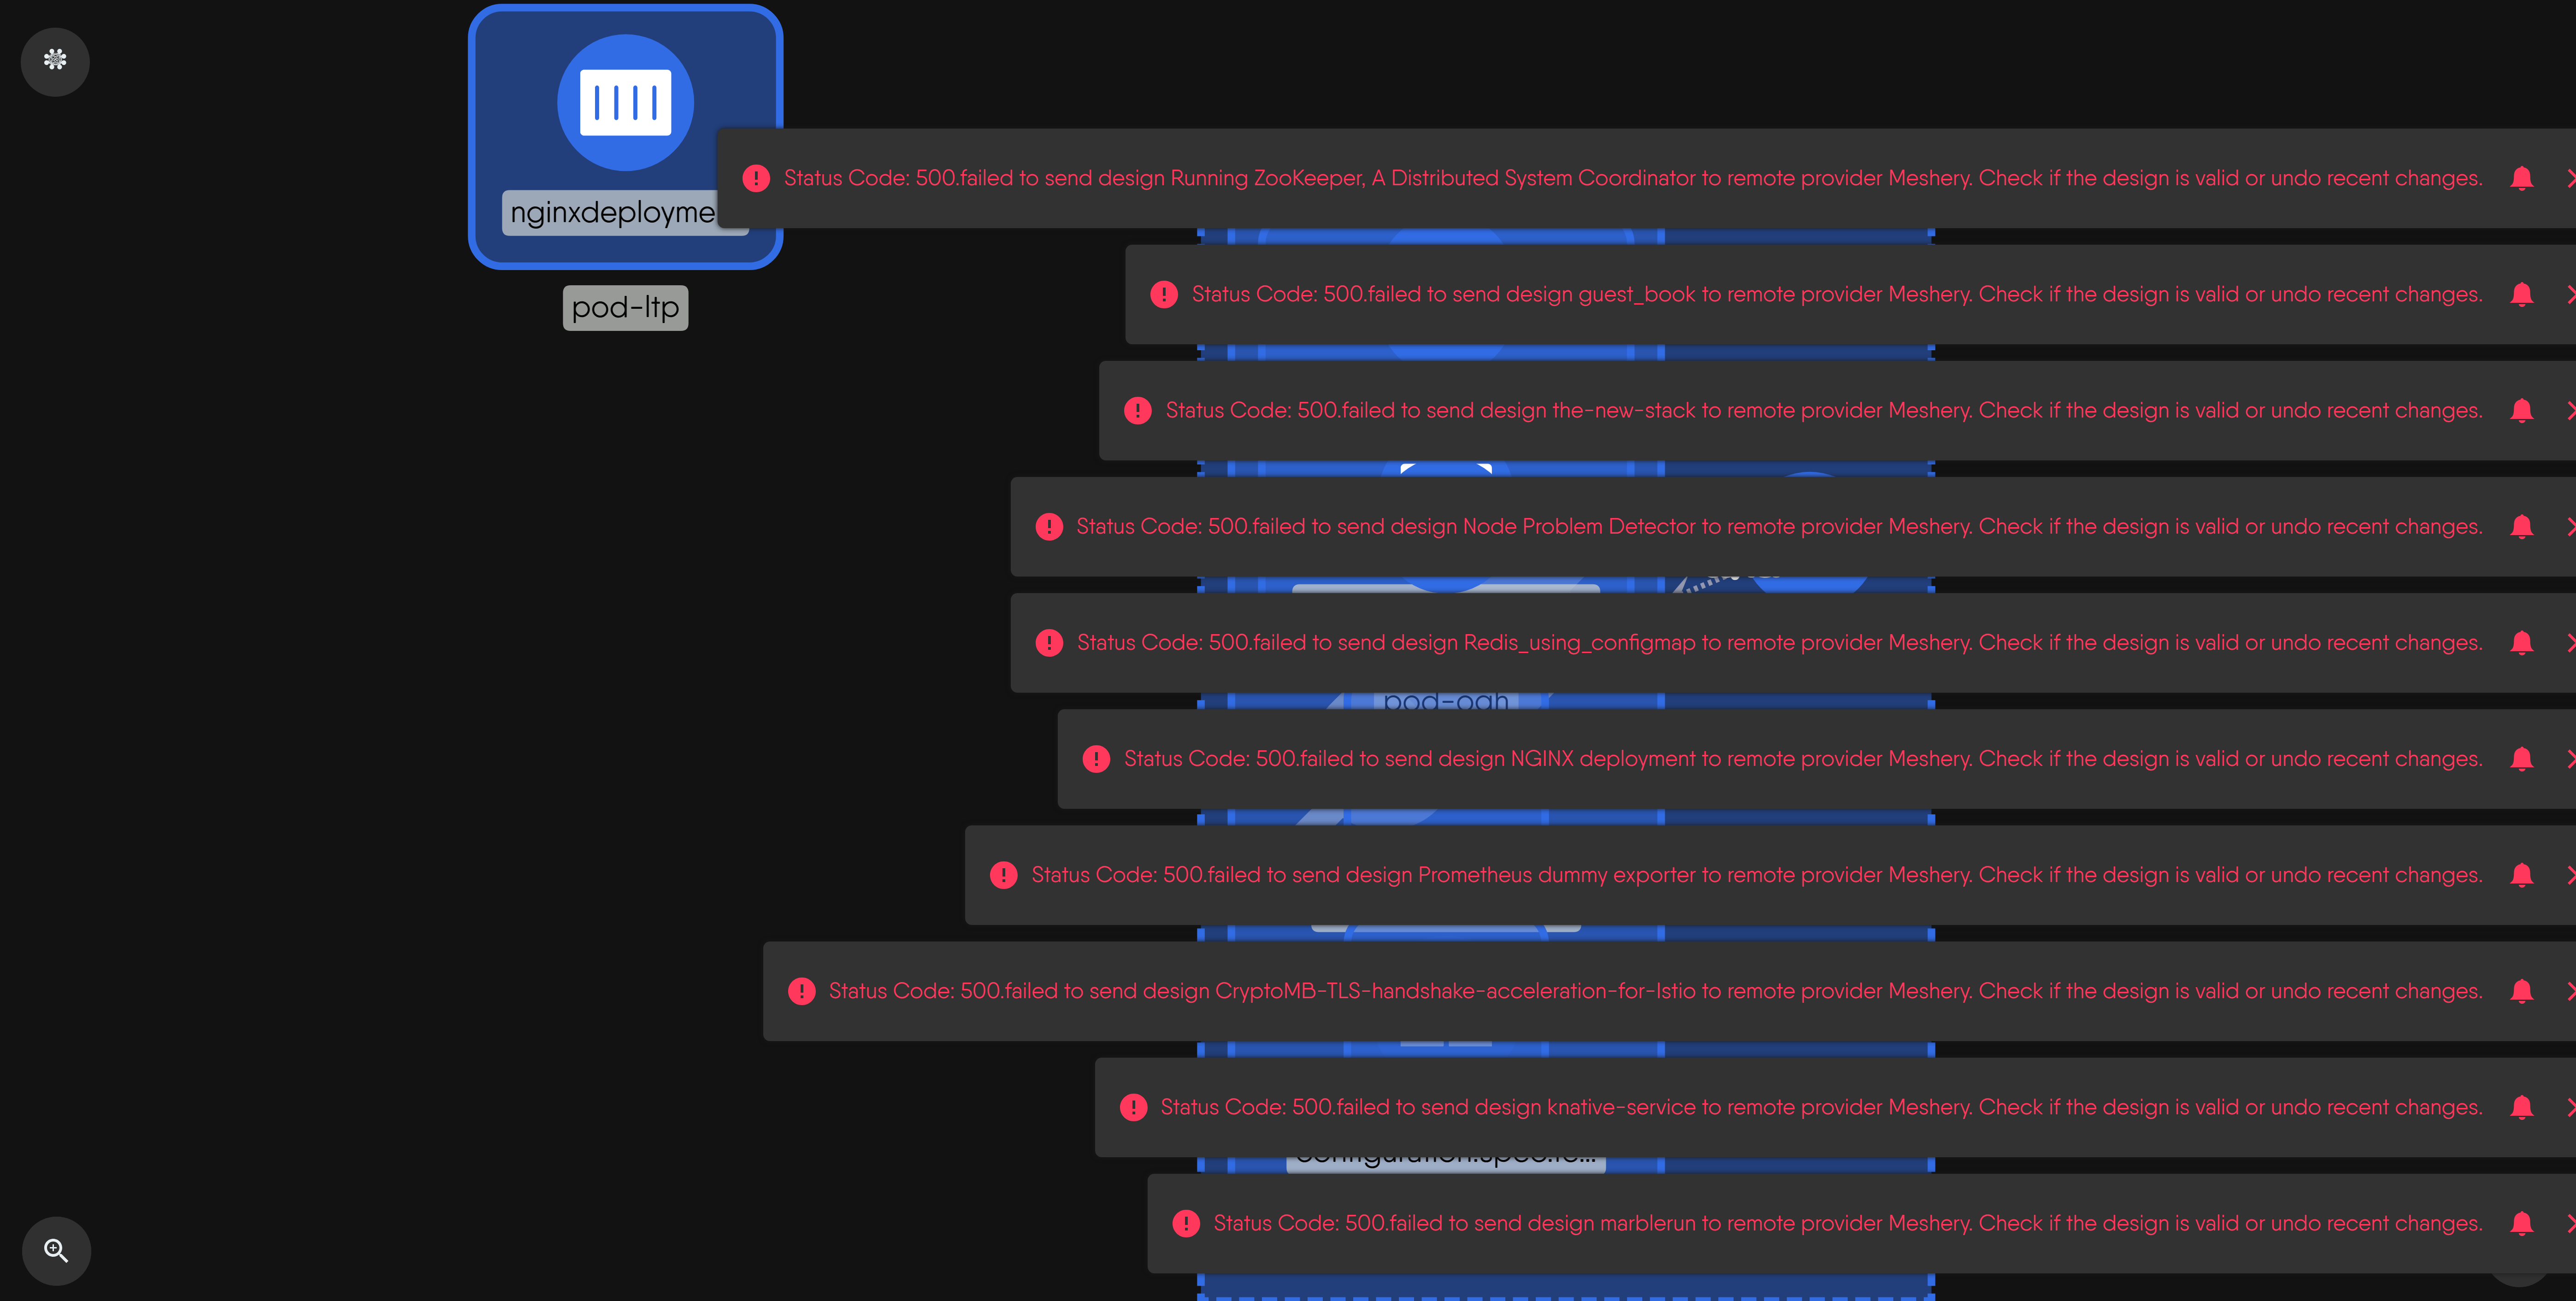 nginxdeployme
Status Code: 500.failed to send design Running ZooKeeper, A Distributed System Coordinator to remote provider Meshery. Check if the design is valid or undo recent changes.
pod-ltp
Status Code: 500.failed to send design guest_book to remote provider Meshery. Check if the design is valid or undo recent changes.
Status Code: 500.failed to send design the-new-stack to remote provider Meshery. Check if the design is valid or undo recent changes.
Status Code: 500.failed to send design Node Problem Detector to remote provider Meshery. Check if the design is valid or undo recent changes.
Status Code: 500.failed to send design Redis_using_configmap to remote provider Meshery. Check if the design is valid or undo recent changes.
Status Code: 500.failed to send design NGINX deployment to remote provider Meshery. Check if the design is valid or undo recent changes.
Status Code: 500.failed to send design Prometheus dummy exporter to remote provider Meshery. Check if the design is valid or undo recent changes.
Status Code: 500.failed to send design CryptoMB-TLS-handshake-acceleration-for-Istio to remote provider Meshery. Check if the design is valid or undo recent changes.
Status Code: 500.failed to send design knative-service to remote provider Meshery. Check if the design is valid or undo recent changes.
Status Code: 500.failed to send design marblerun to remote provider Meshery. Check if the design is valid or undo recent changes.